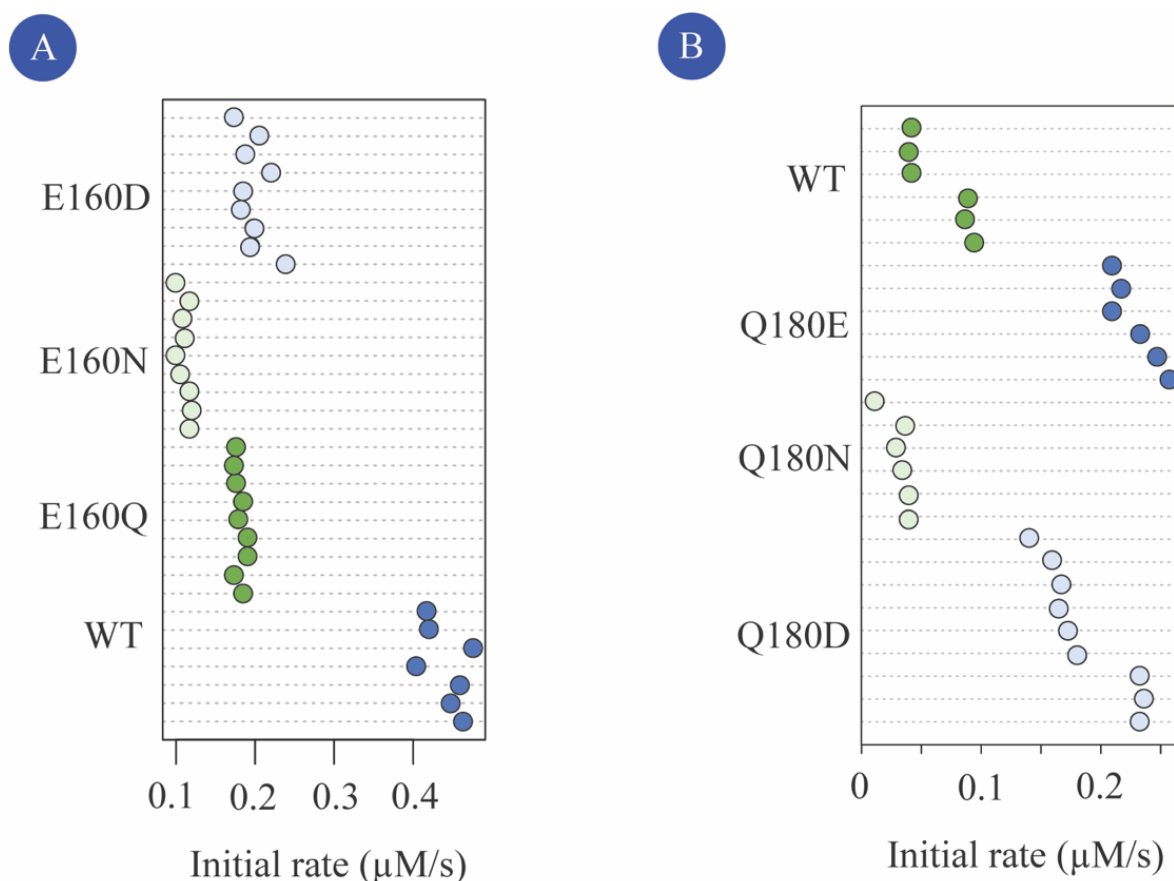 A
E160D
E160N
E160Q
WT
0.1 0.2 0.3 0.4
Initial rate (µM/s)
B
WT
Q180E
Q180N
Q180D
0 0.1 0.2
Initial rate (µM/s)